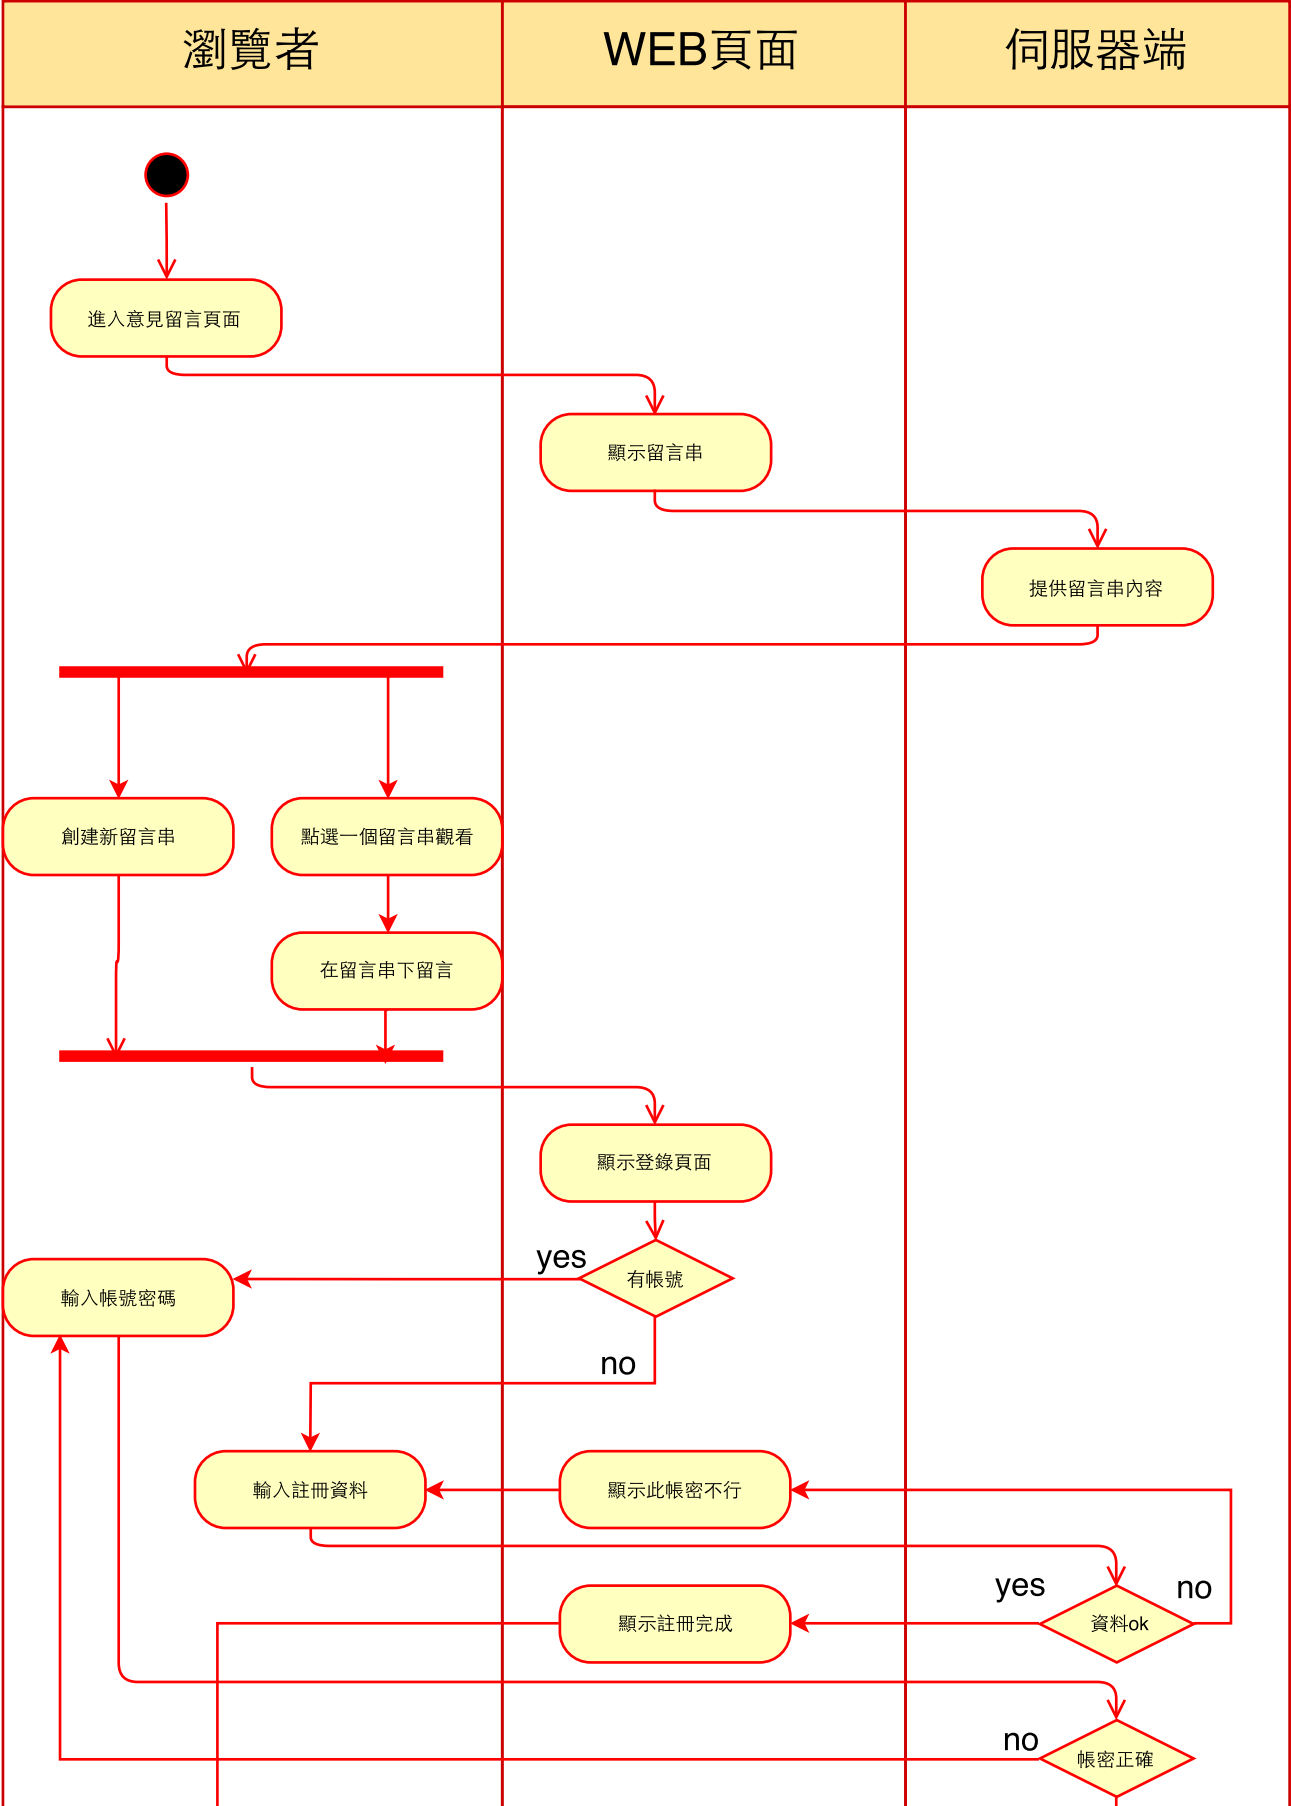 瀏覽者
WEB頁面
伺服器端
進入意見留言頁面
顯示留言串
提供留言串內容
創建新留言串
點選一個留言串觀看
在留言串下留言
顯示登錄頁面
yes
有帳號
輸入帳號密碼
no
輸入註冊資料
顯示此帳密不行
yes
no
顯示註冊完成
資料ok
no
帳密正確